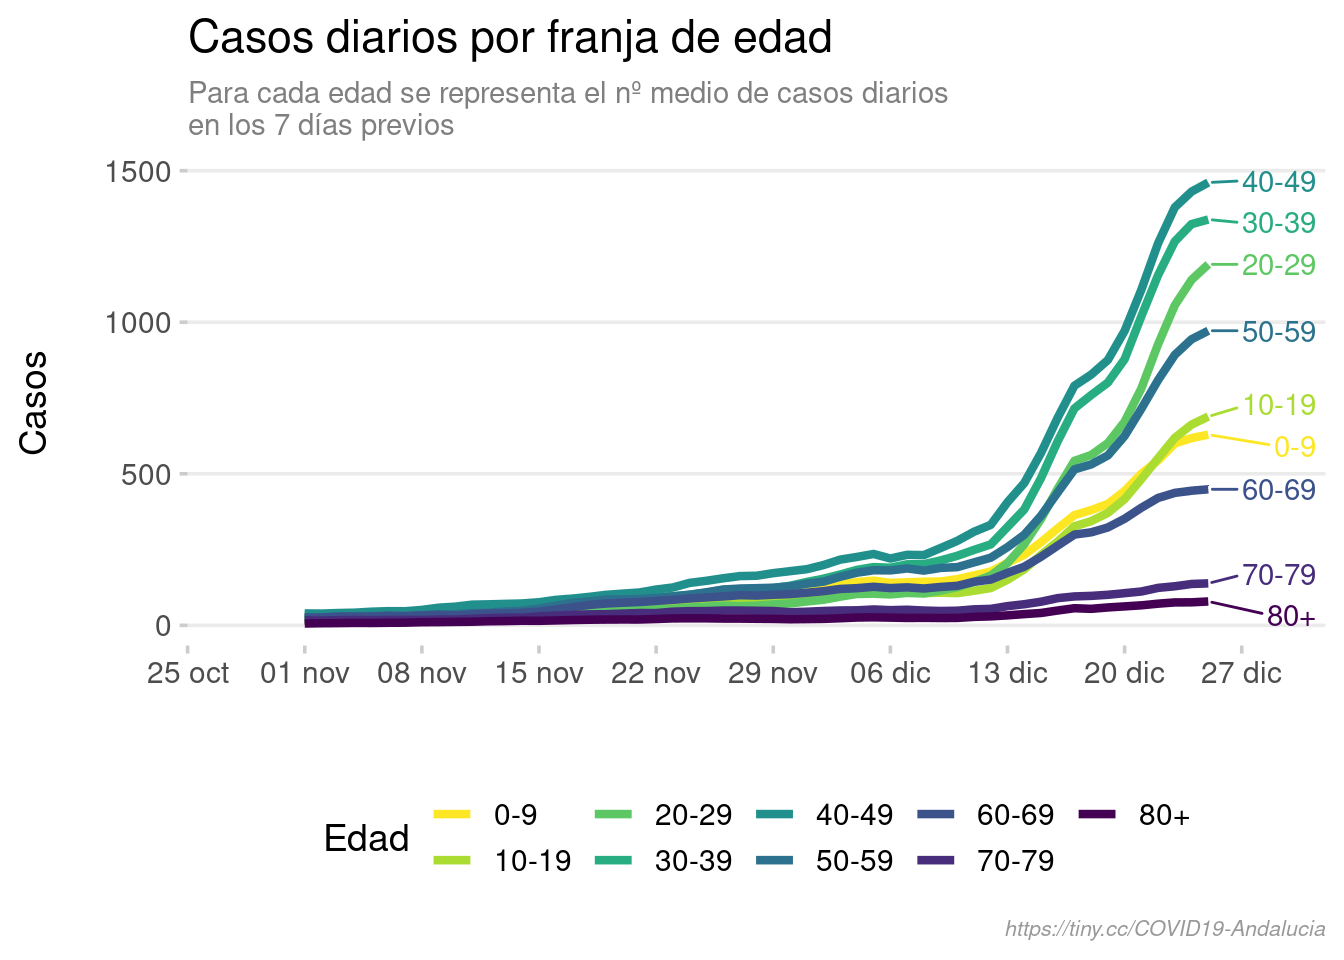 Casos diarios por franja de edad
Para cada edad se representa el nº medio de casos diarios
en los 7 días previos
Casos
1500
1000
500
0
40-49
30-39
20-29
50-59
10-19
0-9
60-69
70-79
80+
25 oct
01 nov
08 nov
15 nov
22 nov
29 nov
06 dic
13 dic
20 dic
27 dic
Edad
0-9
20-29
40-49
60-69
80+
10-19
30-39
50-59
70-79
https://tiny.cc/COVID19-Andalucia